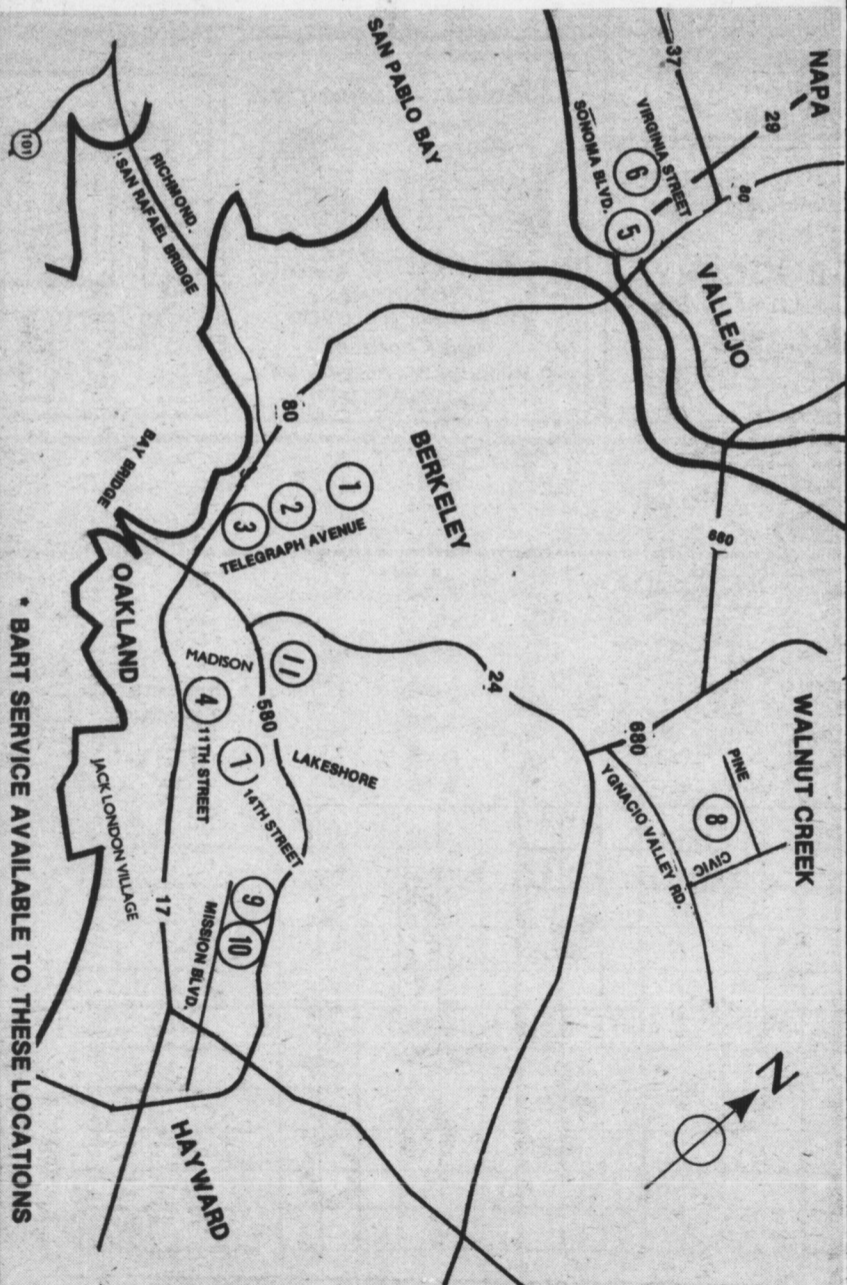 NAPA
29
37
VIRGINIA STREET
6
SONOMA BLVD.
5
80
VALLEJO
SAN PABLO BAY
101
RICHMOND.
SAN RAFAEL BRIDGE
80
BERKELEY
1
2
3
TELEGRAPH AVENUE
BAY BRIDGE
OAKLAND
680
WALNUT CREEK
PINE
8
CIVIC
680
YGNACIO VALLEY RD.
24
11
MADISON
580
4
11TH STREET
7
14TH STREET
LAKESHORE
JACK LONDON VILLAGE
17
9
10
MISSION BLVD.
HAYWARD
N
* BART SERVICE AVAILABLE TO THESE LOCATIONS